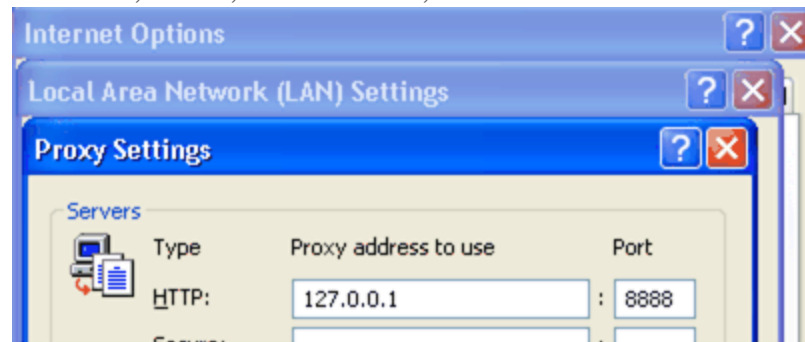 Internet Options
Local Area Network (LAN) Settings
Proxy Settings
Servers
Type Proxy address to use Port
HTTP: 127.0.0.1 : 8888